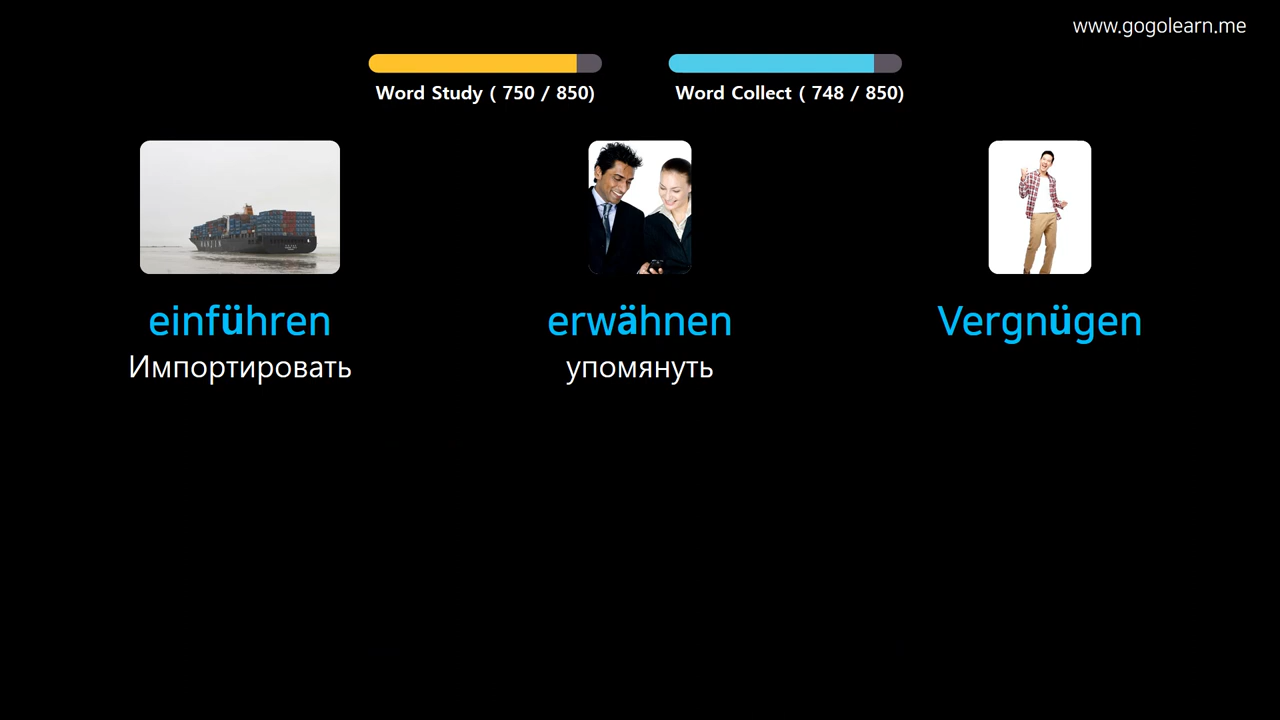 www.gogolearn.me
Word Study ( 750 / 850)
Word Collect ( 748 / 850)
einführen
erwähnen
Vergnügen
Импортировать
упомянуть